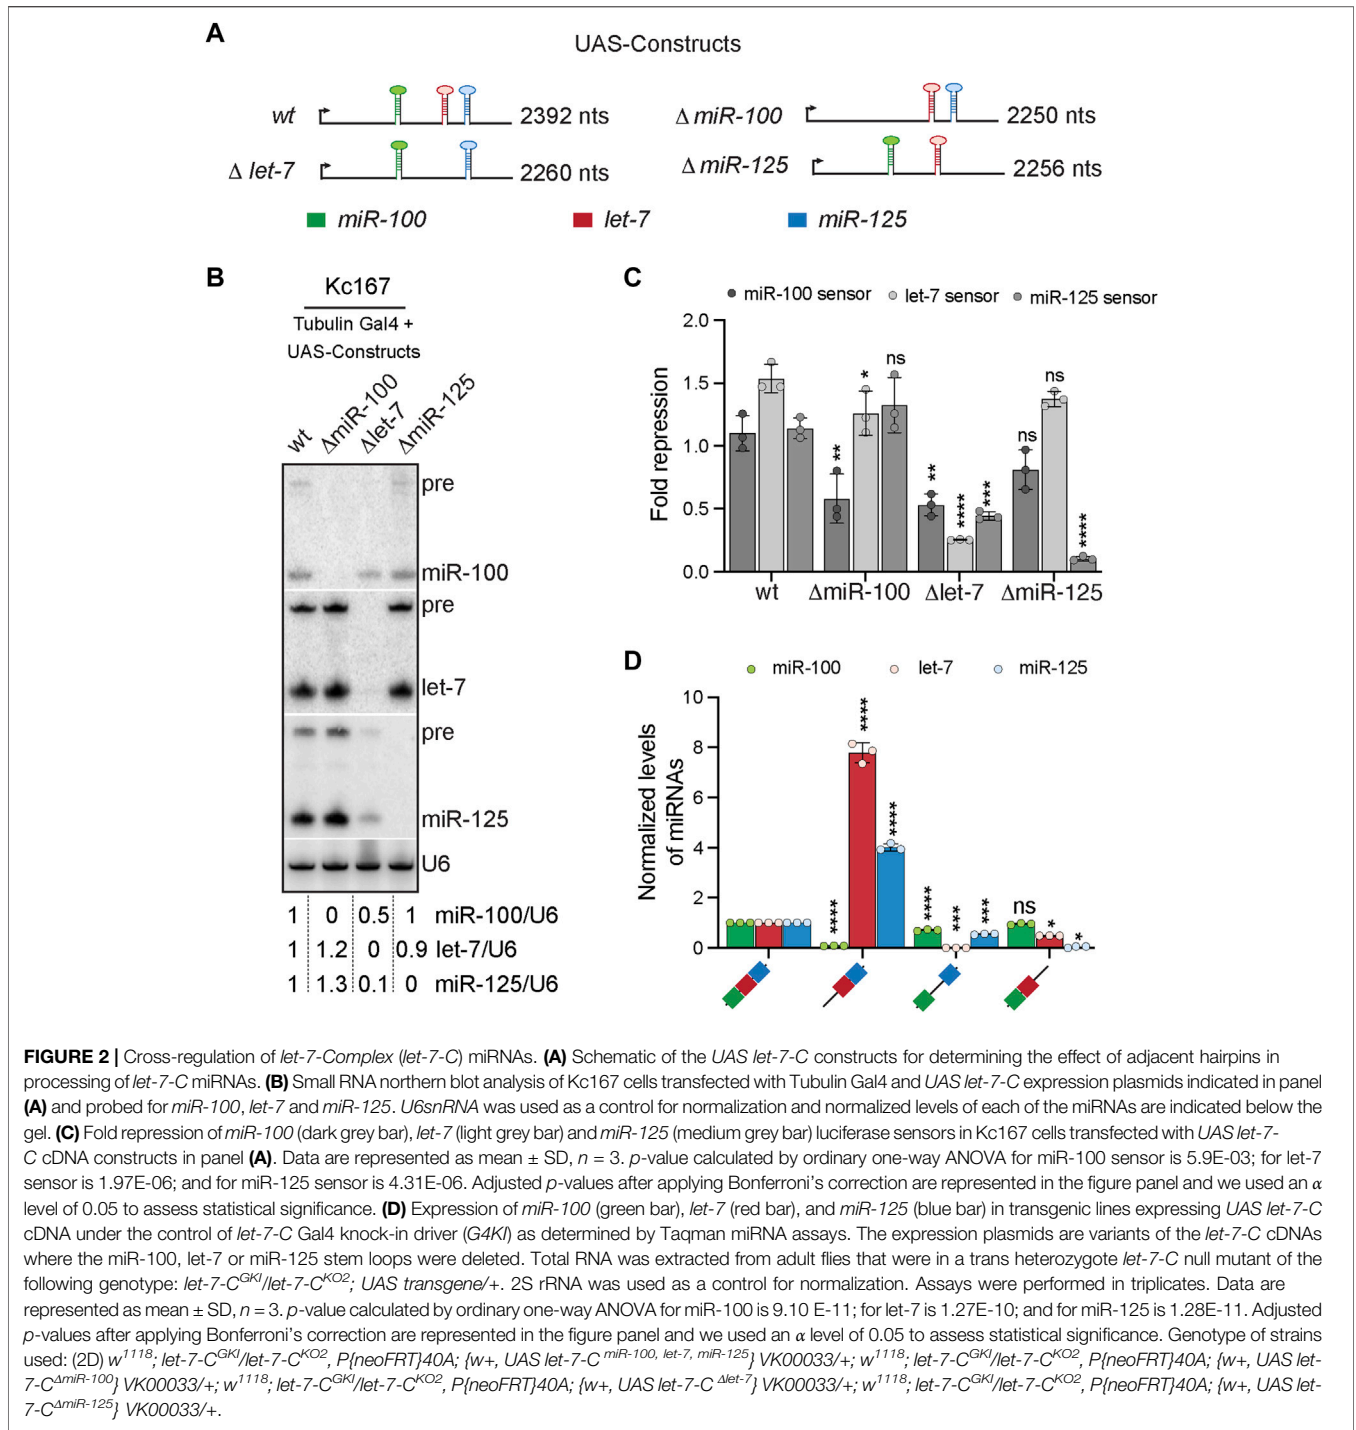 A
UAS-Constructs
wt 2392 nts
Δ miR-100 2250 nts
Δ let-7 2260 nts
Δ miR-125 2256 nts
miR-100 let-7 miR-125
B
Kc167
Tubulin Gal4 +
UAS-Constructs
wt ΔmiR-100 Δlet-7 ΔmiR-125
pre
miR-100
pre
let-7
pre
miR-125
U6
1 0 0.5 1 miR-100/U6
1 1.2 0 0.9 let-7/U6
1 1.3 0.1 0 miR-125/U6
C
miR-100 sensor let-7 sensor miR-125 sensor
Fold repression
2.0
1.5
1.0
0.5
0.0
** * ns
** **** ***
ns ns ****
wt ΔmiR-100 Δlet-7 ΔmiR-125
D
miR-100 let-7 miR-125
Normalized levels
of miRNAs
10
8
6
4
2
0
**** **** ****
**** *** ***
ns * *
FIGURE 2 | Cross-regulation of let-7-Complex (let-7-C) miRNAs. (A) Schematic of the UAS let-7-C constructs for determining the effect of adjacent hairpins in
processing of let-7-C miRNAs. (B) Small RNA northern blot analysis of Kc167 cells transfected with Tubulin Gal4 and UAS let-7-C expression plasmids indicated in panel
(A) and probed for miR-100, let-7 and miR-125. U6snRNA was used as a control for normalization and normalized levels of each of the miRNAs are indicated below the
gel. (C) Fold repression of miR-100 (dark grey bar), let-7 (light grey bar) and miR-125 (medium grey bar) luciferase sensors in Kc167 cells transfected with UAS let-7-
C cDNA constructs in panel (A). Data are represented as mean ± SD, n = 3. p-value calculated by ordinary one-way ANOVA for miR-100 sensor is 5.9E-03; for let-7
sensor is 1.97E-06; and for miR-125 sensor is 4.31E-06. Adjusted p-values after applying Bonferroni's correction are represented in the figure panel and we used an α
level of 0.05 to assess statistical significance. (D) Expression of miR-100 (green bar), let-7 (red bar), and miR-125 (blue bar) in transgenic lines expressing UAS let-7-C
cDNA under the control of let-7-C Gal4 knock-in driver (G4KI) as determined by Taqman miRNA assays. The expression plasmids are variants of the let-7-C cDNAs
where the miR-100, let-7 or miR-125 stem loops were deleted. Total RNA was extracted from adult flies that were in a trans heterozygote let-7-C null mutant of the
following genotype: let-7-C^GKI/let-7-C^KO2; UAS transgene/+. 2S rRNA was used as a control for normalization. Assays were performed in triplicates. Data are
represented as mean ± SD, n = 3. p-value calculated by ordinary one-way ANOVA for miR-100 is 9.10 E-11; for let-7 is 1.27E-10; and for miR-125 is 1.28E-11. Adjusted
p-values after applying Bonferroni's correction are represented in the figure panel and we used an α level of 0.05 to assess statistical significance. Genotype of strains
used: (2D) w^1118; let-7-C^GKI/let-7-C^KO2, P{neoFRT}40A; {w+, UAS let-7-C ^miR-100, let-7, miR-125} VK00033/+; w^1118; let-7-C^GKI/let-7-C^KO2, P{neoFRT}40A; {w+, UAS let-
7-C^ΔmiR-100} VK00033/+; w^1118; let-7-C^GKI/let-7-C^KO2, P{neoFRT}40A; {w+, UAS let-7-C ^Δlet-7} VK00033/+; w^1118; let-7-C^GKI/let-7-C^KO2, P{neoFRT}40A; {w+, UAS let-
7-C^ΔmiR-125} VK00033/+.